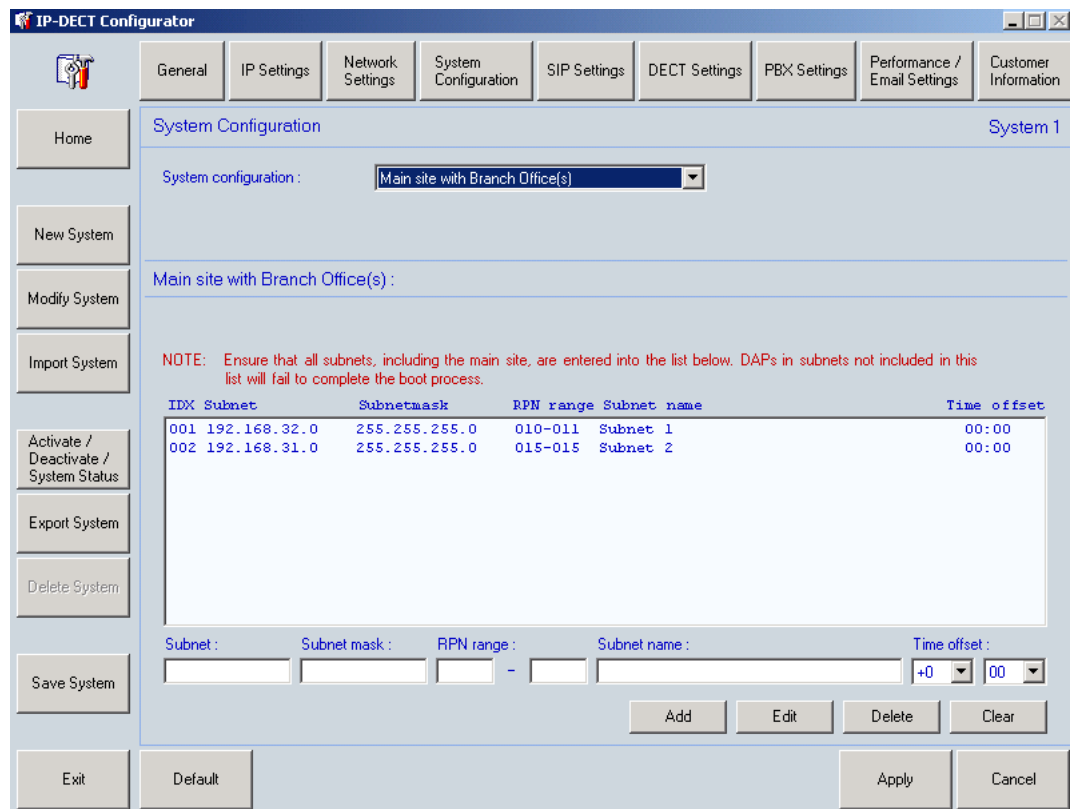 IP-DECT Configurator
General
IP Settings
Network
Settings
System
Configuration
SIP Settings
DECT Settings
PBX Settings
Performance /
Email Settings
Customer
Information
Home
New System
Modify System
Import System
Activate /
Deactivate /
System Status
Export System
Delete System
Save System
Exit
System Configuration System 1
System configuration : Main site with Branch Office(s)
Main site with Branch Office(s) :
NOTE: Ensure that all subnets, including the main site, are entered into the list below. DAPs in subnets not included in this
list will fail to complete the boot process.
IDX Subnet Subnetmask RPN range Subnet name Time offset
001 192.168.32.0 255.255.255.0 010-011 Subnet 1 00:00
002 192.168.31.0 255.255.255.0 015-015 Subnet 2 00:00
Subnet : Subnet mask : RPN range : Subnet name : Time offset :
- +0 00
Add Edit Delete Clear
Default Apply Cancel